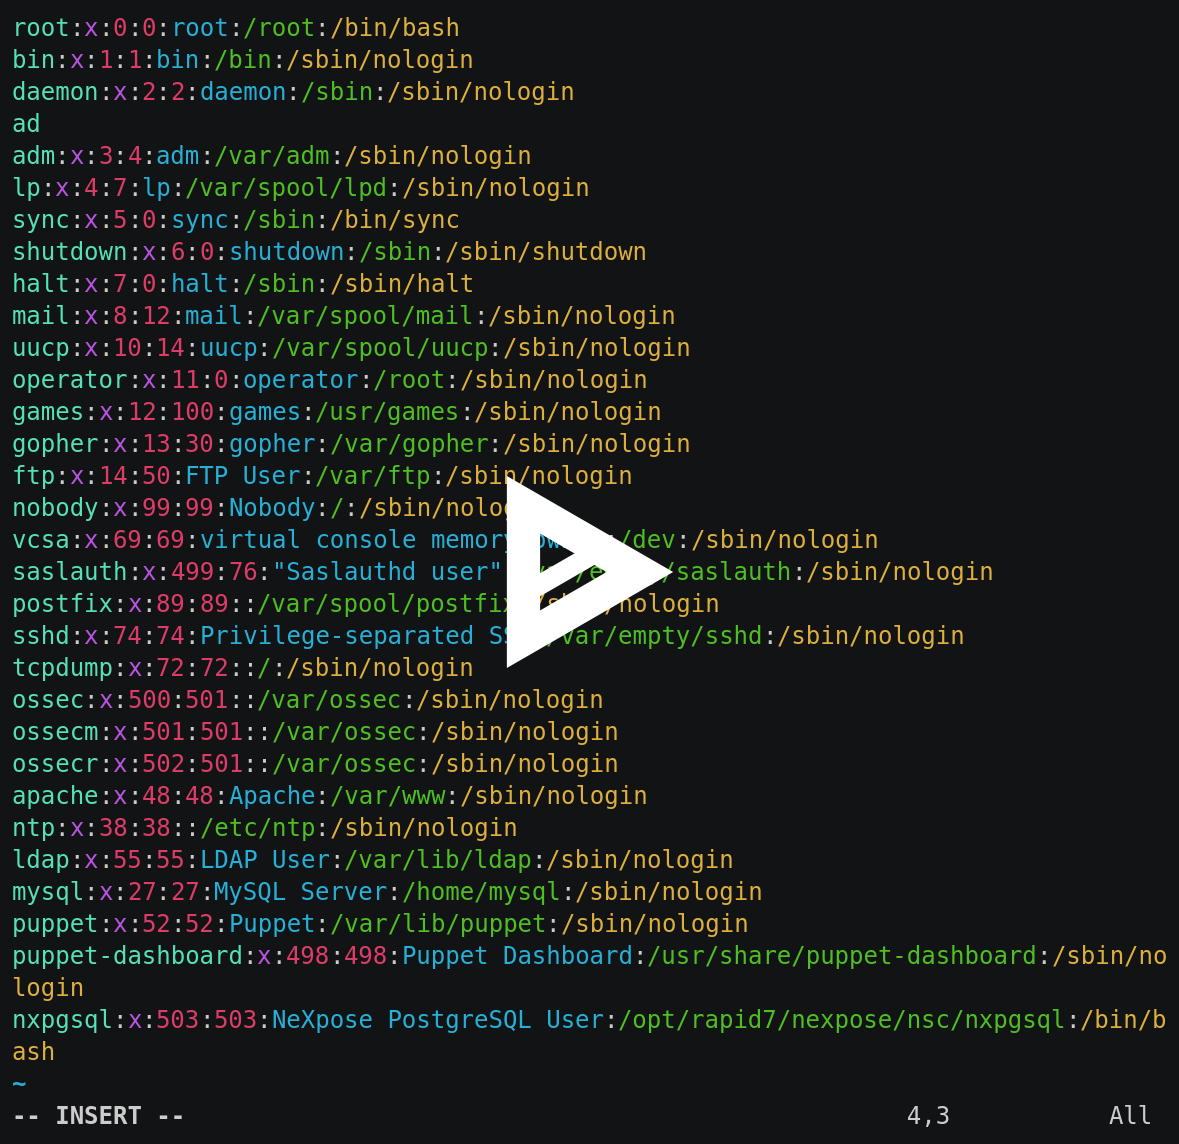 root:x:0:0:root:/root:/bin/bash
bin:x:1:1:bin:/bin:/sbin/nologin
daemon:x:2:2:daemon:/sbin:/sbin/nologin
ad
adm:x:3:4:adm:/var/adm:/sbin/nologin
lp:x:4:7:lp:/var/spool/lpd:/sbin/nologin
sync:x:5:0:sync:/sbin:/bin/sync
shutdown:x:6:0:shutdown:/sbin:/sbin/shutdown
halt:x:7:0:halt:/sbin:/sbin/halt
mail:x:8:12:mail:/var/spool/mail:/sbin/nologin
uucp:x:10:14:uucp:/var/spool/uucp:/sbin/nologin
operator:x:11:0:operator:/root:/sbin/nologin
games:x:12:100:games:/usr/games:/sbin/nologin
gopher:x:13:30:gopher:/var/gopher:/sbin/nologin
ftp:x:14:50:FTP User:/var/ftp:/sbin/nologin
nobody:x:99:99:Nobody:/:/sbin/nolog
vcsa:x:69:69:virtual console memory :/dev:/sbin/nologin
saslauth:x:499:76:"Saslauthd user" /saslauth:/sbin/nologin
postfix:x:89:89::/var/spool/postfix /nologin
sshd:x:74:74:Privilege-separated /var/empty/sshd:/sbin/nologin
tcpdump:x:72:72::/:/sbin/nologin
ossec:x:500:501::/var/ossec:/sbin/nologin
ossecm:x:501:501::/var/ossec:/sbin/nologin
ossecr:x:502:501::/var/ossec:/sbin/nologin
apache:x:48:48:Apache:/var/www:/sbin/nologin
ntp:x:38:38::/etc/ntp:/sbin/nologin
ldap:x:55:55:LDAP User:/var/lib/ldap:/sbin/nologin
mysql:x:27:27:MySQL Server:/home/mysql:/sbin/nologin
puppet:x:52:52:Puppet:/var/lib/puppet:/sbin/nologin
puppet-dashboard:x:498:498:Puppet Dashboard:/usr/share/puppet-dashboard:/sbin/no
login
nxpgsql:x:503:503:NeXpose PostgreSQL User:/opt/rapid7/nexpose/nsc/nxpgsql:/bin/b
ash
~
-- INSERT -- 4,3 All